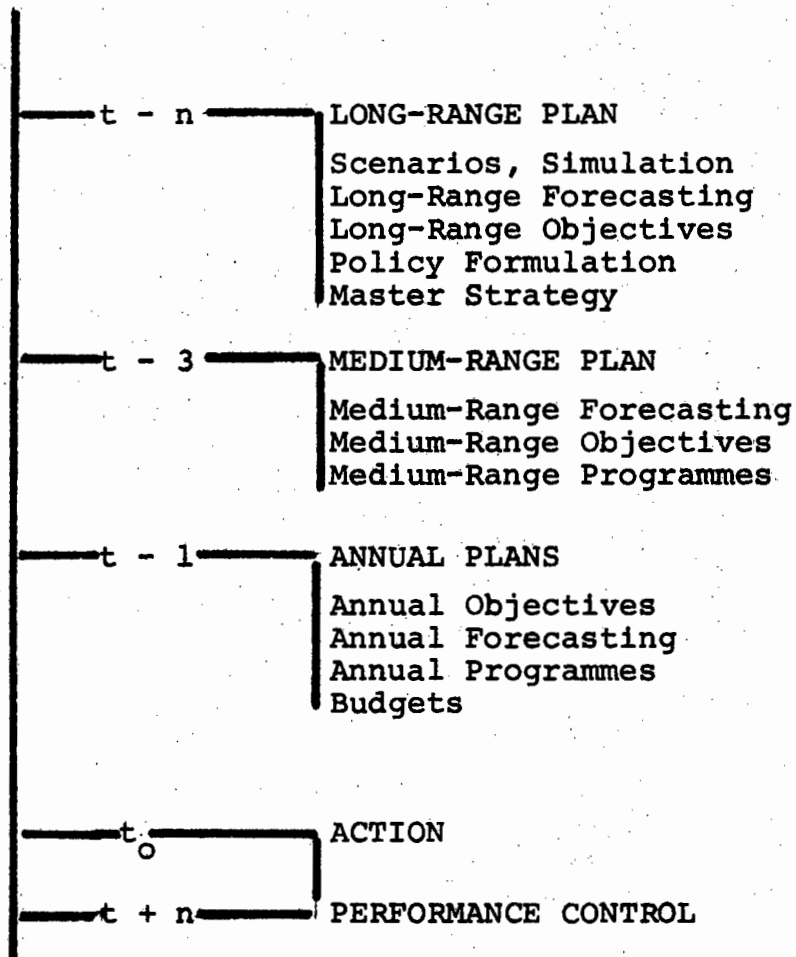 t - n LONG-RANGE PLAN
Scenarios, Simulation
Long-Range Forecasting
Long-Range Objectives
Policy Formulation
Master Strategy
t - 3 MEDIUM-RANGE PLAN
Medium-Range Forecasting
Medium-Range Objectives
Medium-Range Programmes
t - 1 ANNUAL PLANS
Annual Objectives
Annual Forecasting
Annual Programmes
Budgets
t₀ ACTION
t + n PERFORMANCE CONTROL